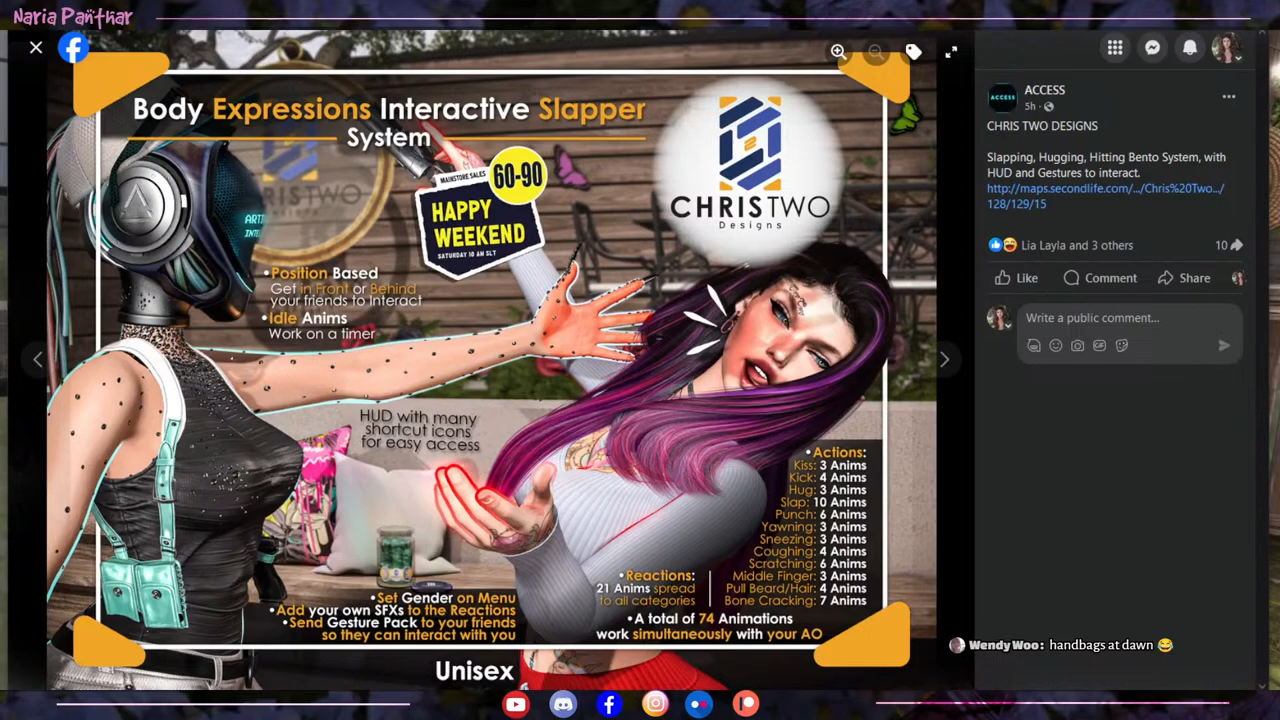 Naria Panthar
Body Expressions Interactive Slapper
System
MAINSTORE SALES
60-90
HAPPY
WEEKEND
SATURDAY 10 AM SLT
CHRISTWO
Designs
•Position Based
Get in Front or Behind
your friends to Interact
•Idle Anims
Work on a timer
HUD with many
shortcut icons
for easy access
•Actions:
Kiss: 3 Anims
Kick: 4 Anims
Hug: 3 Anims
Slap: 10 Anims
Punch: 6 Anims
Yawning: 3 Anims
Sneezing: 3 Anims
Coughing: 4 Anims
Scratching: 6 Anims
Middle Finger: 3 Anims
Pull Beard/Hair: 4 Anims
Bone Cracking: 7 Anims
•Reactions:
21 Anims spread
to all categories
•A total of 74 Animations
work simultaneously with your AO
•Set Gender on Menu
•Add your own SFXs to the Reactions
•Send Gesture Pack to your friends
so they can interact with you
Unisex
ACCESS
ACCESS
5h ·
CHRIS TWO DESIGNS
Slapping, Hugging, Hitting Bento System, with
HUD and Gestures to interact.
http://maps.secondlife.com/.../Chris%20Two.../
128/129/15
Lia Layla and 3 others
10
Like
Comment
Share
Write a public comment...
Wendy Woo: handbags at dawn 😂